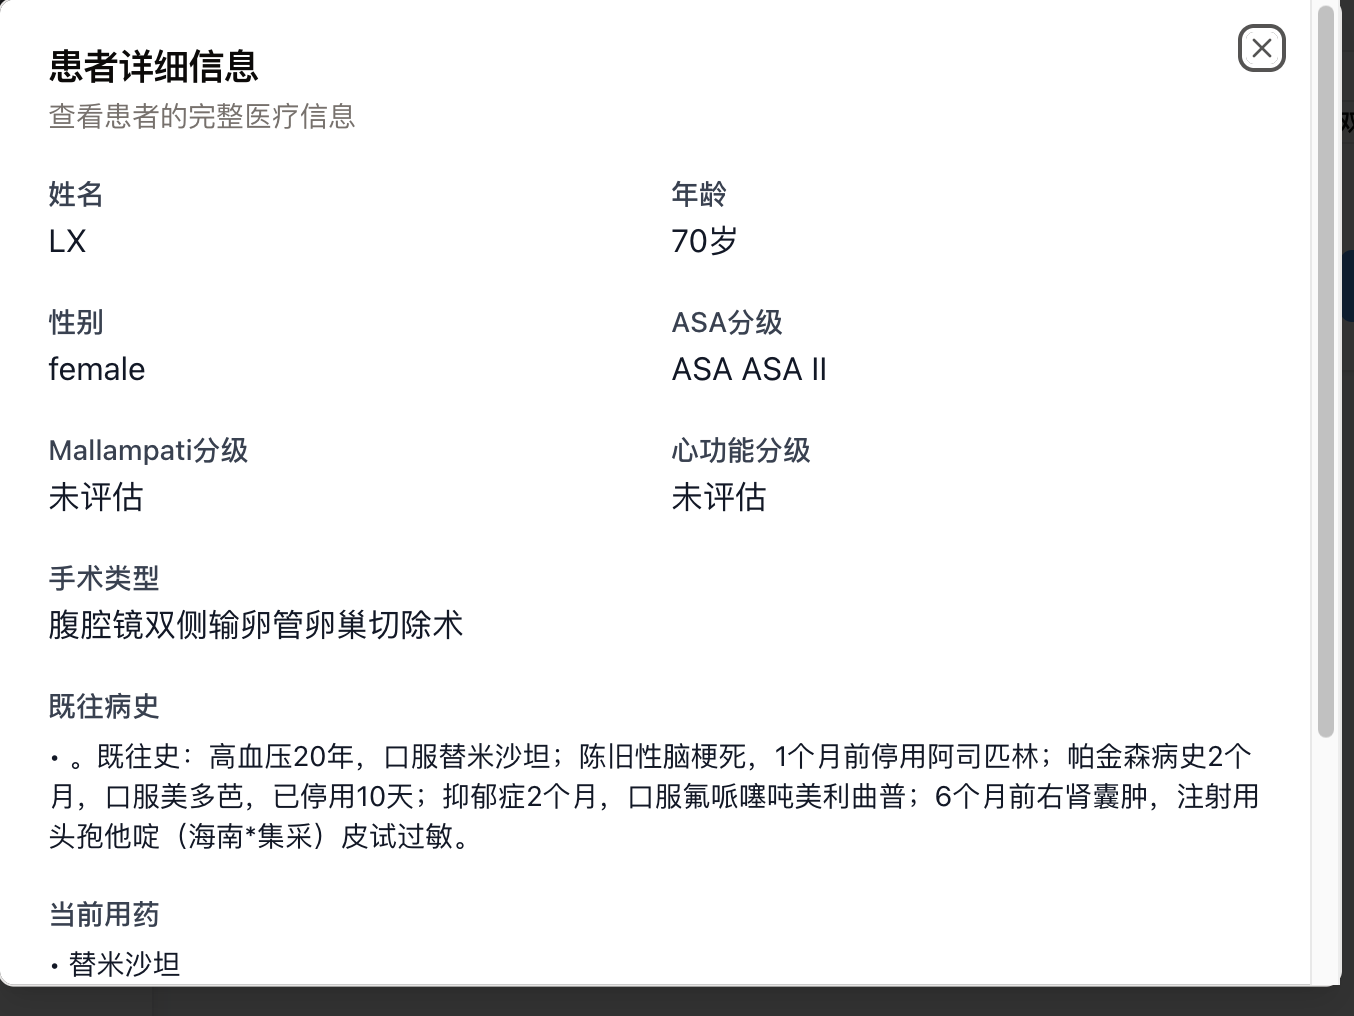 患者详细信息
查看患者的完整医疗信息
姓名
LX
年龄
70岁
性别
female
ASA分级
ASA ASA II
Mallampati分级
未评估
心功能分级
未评估
手术类型
腹腔镜双侧输卵管卵巢切除术
既往病史
• 。既往史：高血压20年，口服替米沙坦；陈旧性脑梗死，1个月前停用阿司匹林；帕金森病史2个
月，口服美多芭，已停用10天；抑郁症2个月，口服氟哌噻吨美利曲普；6个月前右肾囊肿，注射用
头孢他啶（海南*集采）皮试过敏。
当前用药
• 替米沙坦